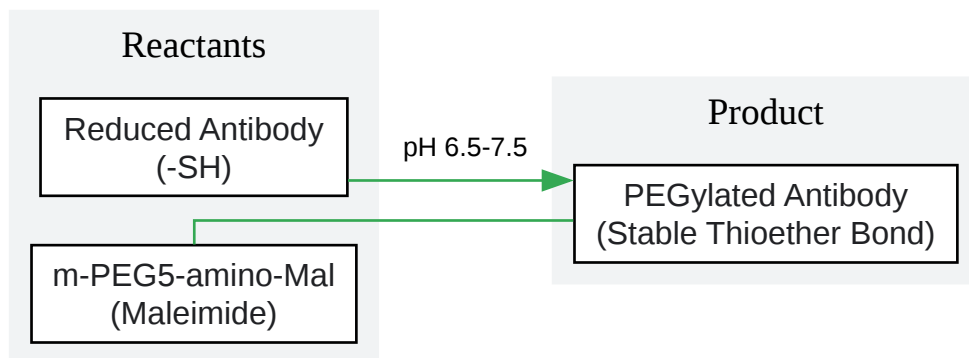 Reactants
Reduced Antibody
(-SH)
m-PEG5-amino-Mal
(Maleimide)
pH 6.5-7.5
Product
PEGylated Antibody
(Stable Thioether Bond)